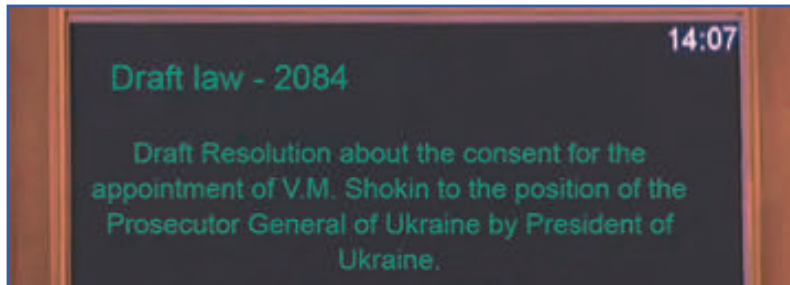 14:07
Draft law - 2084
Draft Resolution about the consent for the
appointment of V.M. Shokin to the position of the
Prosecutor General of Ukraine by President of
Ukraine.